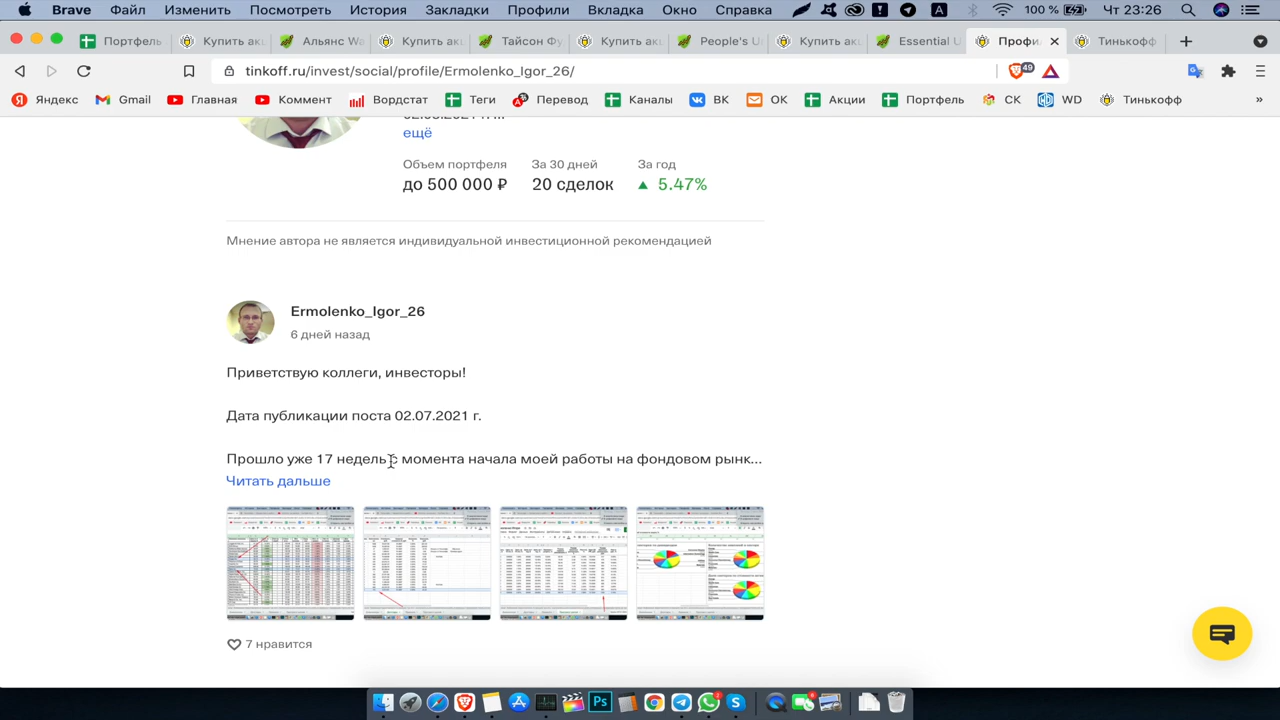 Brave Файл Изменить Посмотреть История Закладки Профили Вкладка Окно Справка 100 % Чт 23:26
Портфель Купить ак Альянс Wa Купить ак Тайсон Фу Купить ак People's U Купить ак Essential U Профи Тинькофф
tinkoff.ru/invest/social/profile/Ermolenko_Igor_26/ 49
Яндекс Gmail Главная Коммент Вордстат Теги Перевод Каналы ВК ОК Акции Портфель СК WD Тинькофф »
ещё
Объем портфеля За 30 дней За год
до 500 000 ₽ 20 сделок 5.47%
Мнение автора не является индивидуальной инвестиционной рекомендацией
Ermolenko_Igor_26
6 дней назад
Приветствую коллеги, инвесторы!
Дата публикации поста 02.07.2021 г.
Прошло уже 17 недель с момента начала моей работы на фондовом рынк...
Читать дальше
7 нравится